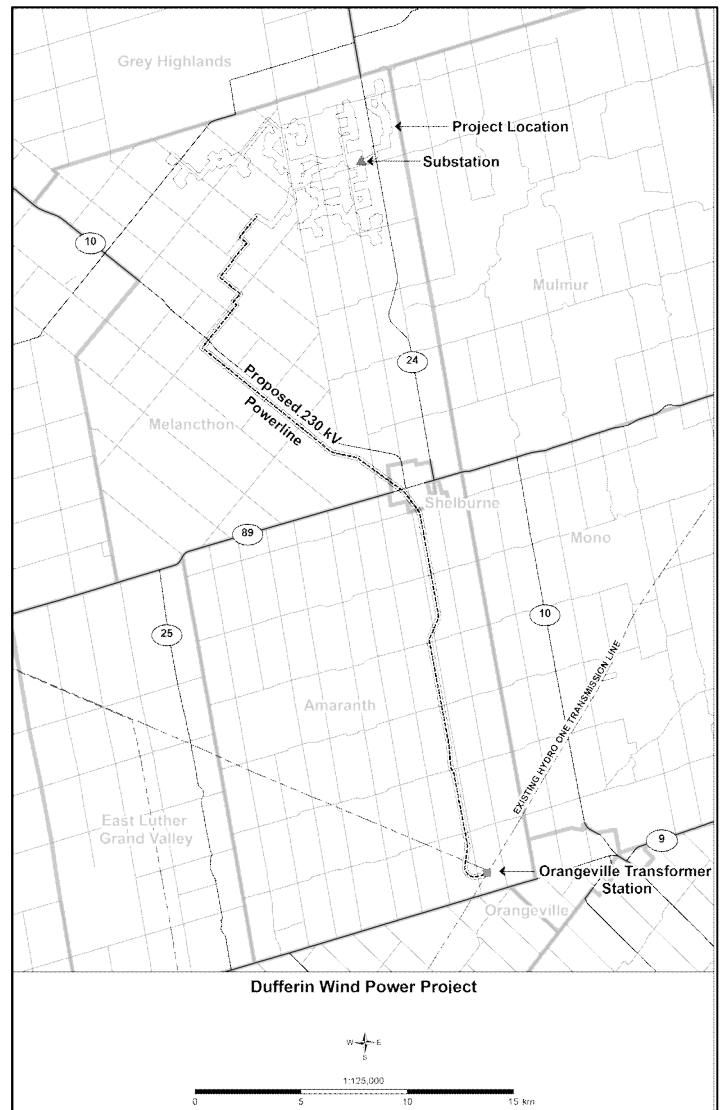 Grey Highlands
Project Location
Substation
10
Mulmur
24
Proposed 230 kV
Powerline
Melancthon
Shelburne
89
Mono
10
25
EXISTING HYDRO ONE TRANSMISSION LINE
Amaranth
East Luther
Grand Valley
9
Orangeville Transformer
Station
Orangeville
Dufferin Wind Power Project
W E
S
1:125,000
0 5 10 15 km